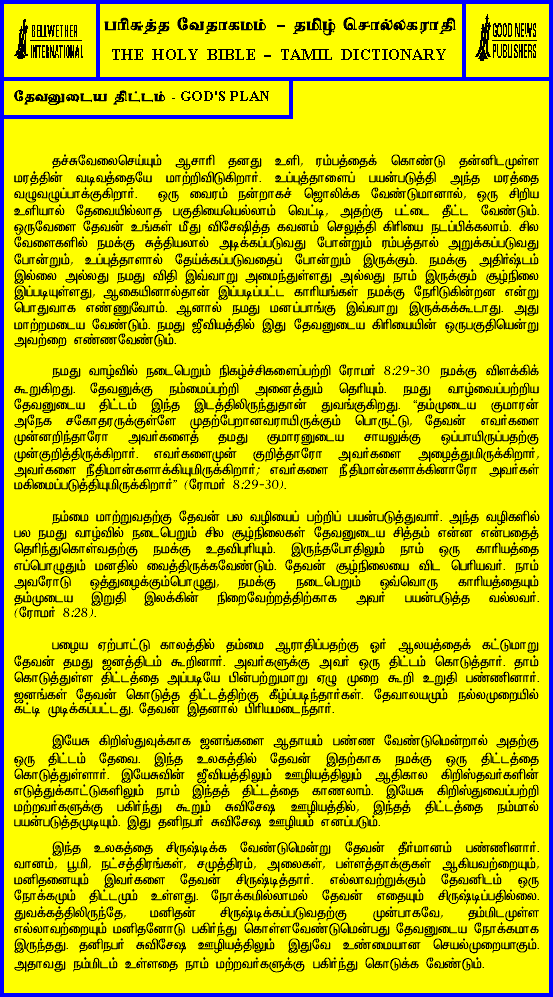 BELLWETHER
INTERNATIONAL
பரிசுத்த வேதாகமம் – தமிழ் சொல்லகராதி
THE HOLY BIBLE – TAMIL DICTIONARY
GOOD NEWS
PUBLISHERS
தேவனுடைய திட்டம் - GOD'S PLAN
தச்சுவேலைசெய்யும் ஆசாரி தனது உளி, ரம்பத்தைக் கொண்டு தன்னிடமுள்ள
மரத்தின் வடிவத்தையே மாற்றிவிடுகிறார். உப்புத்தாளைப் பயன்படுத்தி அந்த மரத்தை
வழுவழுப்பாக்குகிறார். ஒரு வைரம் நன்றாகச் ஜொலிக்க வேண்டுமானால், ஒரு சிறிய
உளியால் தேவையில்லாத பகுதியையெல்லாம் வெட்டி, அதற்கு பட்டை தீட்ட வேண்டும்.
ஒருவேளை தேவன் உங்கள் மீது விசேஷித்த கவனம் செலுத்தி கிரியை நடப்பிக்கலாம். சில
வேளைகளில் நமக்கு சுத்தியலால் அடிக்கப்படுவது போன்றும் ரம்பத்தால் அறுக்கப்படுவது
போன்றும், உப்புத்தாளால் தேய்க்கப்படுவதைப் போன்றும் இருக்கும். நமக்கு அதிர்ஷ்டம்
இல்லை அல்லது நமது விதி இவ்வாறு அமைந்துள்ளது அல்லது நாம் இருக்கும் சூழ்நிலை
இப்படியுள்ளது, ஆகையினால்தான் இப்படிப்பட்ட காரியங்கள் நமக்கு நேரிடுகின்றன என்று
பொதுவாக எண்ணுவோம். ஆனால் நமது மனப்பாங்கு இவ்வாறு இருக்கக்கூடாது. அது
மாற்றமடைய வேண்டும். நமது ஜீவியத்தில் இது தேவனுடைய கிரியையின் ஒருபகுதியென்று
அவற்றை எண்ணவேண்டும்.
நமது வாழ்வில் நடைபெறும் நிகழ்ச்சிகளைப்பற்றி ரோமர் 8:29-30 நமக்கு விளக்கிக்
கூறுகிறது. தேவனுக்கு நம்மைப்பற்றி அனைத்தும் தெரியும். நமது வாழ்வைப்பற்றிய
தேவனுடைய திட்டம் இந்த இடத்திலிருந்துதான் துவங்குகிறது. “தம்முடைய குமாரன்
அநேக சகோதரருக்குள்ளே முதற்பேறானவராயிருக்கும் பொருட்டு, தேவன் எவர்களை
முன்னறிந்தாரோ அவர்களைத் தமது குமாரனுடைய சாயலுக்கு ஒப்பாயிருப்பதற்கு
முன்குறித்திருக்கிறார். எவர்களைமுன் குறித்தாரோ அவர்களை அழைத்துமிருக்கிறார்,
அவர்களை நீதிமான்களாக்கியுமிருக்கிறார்; எவர்களை நீதிமான்களாக்கினாரோ அவர்கள்
மகிமைப்படுத்தியுமிருக்கிறார்” (ரோமர் 8:29-30).
நம்மை மாற்றுவதற்கு தேவன் பல வழியைப் பற்றிப் பயன்படுத்துவார். அந்த வழிகளில்
பல நமது வாழ்வில் நடைபெறும் சில சூழ்நிலைகள் தேவனுடைய சித்தம் என்ன என்பதைத்
தெரிந்துகொள்வதற்கு நமக்கு உதவிபுரியும். இருந்தபோதிலும் நாம் ஒரு காரியத்தை
எப்பொழுதும் மனதில் வைத்திருக்கவேண்டும். தேவன் சூழ்நிலையை விட பெரியவர். நாம்
அவரோடு ஒத்துழைக்கும்பொழுது, நமக்கு நடைபெறும் ஒவ்வொரு காரியத்தையும்
தம்முடைய இறுதி இலக்கின் நிறைவேற்றத்திற்காக அவர் பயன்படுத்த வல்லவர்.
(ரோமர் 8:28).
பழைய ஏற்பாட்டு காலத்தில் தம்மை ஆராதிப்பதற்கு ஓர் ஆலயத்தைக் கட்டுமாறு
தேவன் தமது ஜனத்திடம் கூறினார். அவர்களுக்கு அவர் ஒரு திட்டம் கொடுத்தார். தாம்
கொடுத்துள்ள திட்டத்தை அப்படியே பின்பற்றுமாறு ஏழு முறை கூறி உறுதி பண்ணினார்.
ஜனங்கள் தேவன் கொடுத்த திட்டத்திற்கு கீழ்ப்படிந்தார்கள். தேவாலயமும் நல்லமுறையில்
கட்டி முடிக்கப்பட்டது. தேவன் இதனால் பிரியமடைந்தார்.
இயேசு கிறிஸ்துவுக்காக ஜனங்களை ஆதாயம் பண்ண வேண்டுமென்றால் அதற்கு
ஒரு திட்டம் தேவை. இந்த உலகத்தில் தேவன் இதற்காக நமக்கு ஒரு திட்டத்தை
கொடுத்துள்ளார். இயேசுவின் ஜீவியத்திலும் ஊழியத்திலும் ஆதிகால கிறிஸ்தவர்களின்
எடுத்துக்காட்டுகளிலும் நாம் இந்தத் திட்டத்தை காணலாம். இயேசு கிறிஸ்துவைப்பற்றி
மற்றவர்களுக்கு பகிர்ந்து கூறும் சுவிசேஷ ஊழியத்தில், இந்தத் திட்டத்தை நம்மால்
பயன்படுத்தமுடியும். இது தனிநபர் சுவிசேஷ ஊழியம் எனப்படும்.
இந்த உலகத்தை சிருஷ்டிக்க வேண்டுமென்று தேவன் தீர்மானம் பண்ணினார்.
வானம், பூமி, நட்சத்திரங்கள், சமுத்திரம், அலைகள், பள்ளத்தாக்குகள் ஆகியவற்றையும்,
மனிதனையும் இவர்களை தேவன் சிருஷ்டித்தார். எல்லாவற்றுக்கும் தேவனிடம் ஒரு
நோக்கமும் திட்டமும் உள்ளது. நோக்கமில்லாமல் தேவன் எதையும் சிருஷ்டிப்பதில்லை.
துவக்கத்திலிருந்தே, மனிதன் சிருஷ்டிக்கப்படுவதற்கு முன்பாகவே, தம்மிடமுள்ள
எல்லாவற்றையும் மனிதனோடு பகிர்ந்து கொள்ளவேண்டுமென்பது தேவனுடைய நோக்கமாக
இருந்தது. தனிநபர் சுவிசேஷ ஊழியத்திலும் இதுவே உண்மையான செயல்முறையாகும்.
அதாவது நம்மிடம் உள்ளதை நாம் மற்றவர்களுக்கு பகிர்ந்து கொடுக்க வேண்டும்.